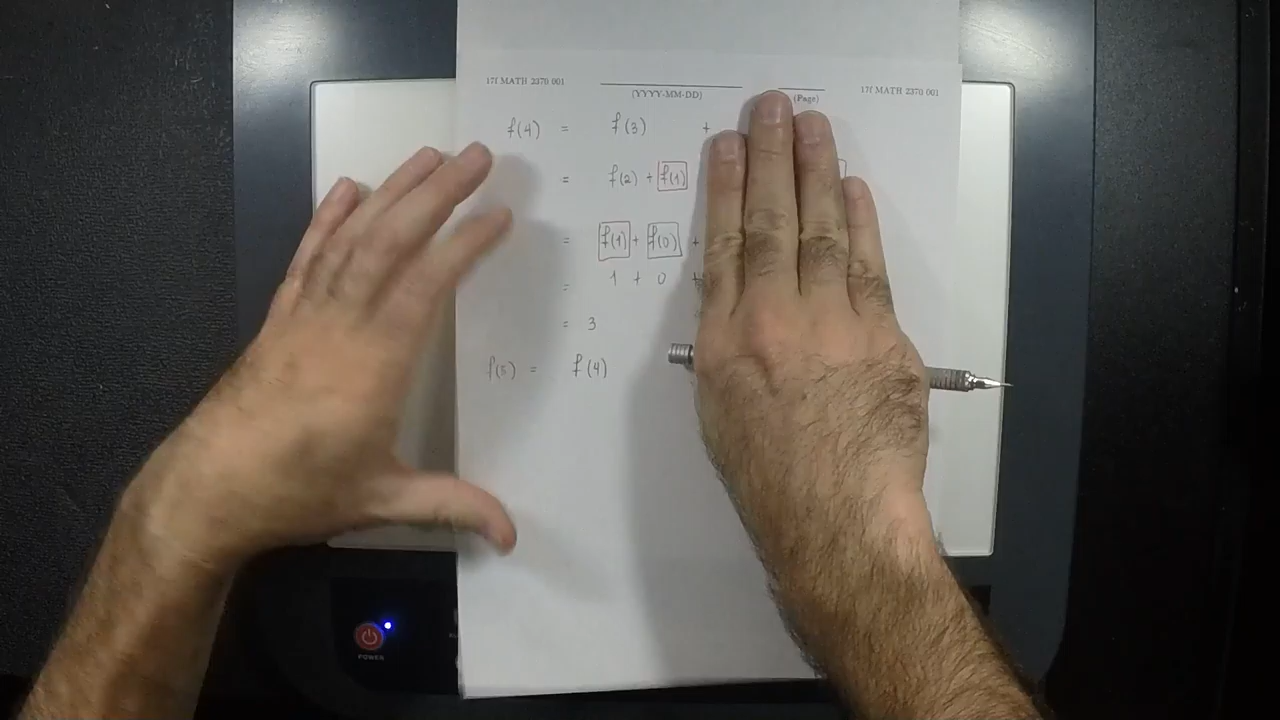 17f MATH 2370 001 (Page) 17f MATH 2370 001
(YYYY-MM-DD)
f(4) = f(3) +
= f(2) + f(1)
= f(1) + f(0) +
= 1 + 0 +
= 3
f(5) = f(4)
POWER